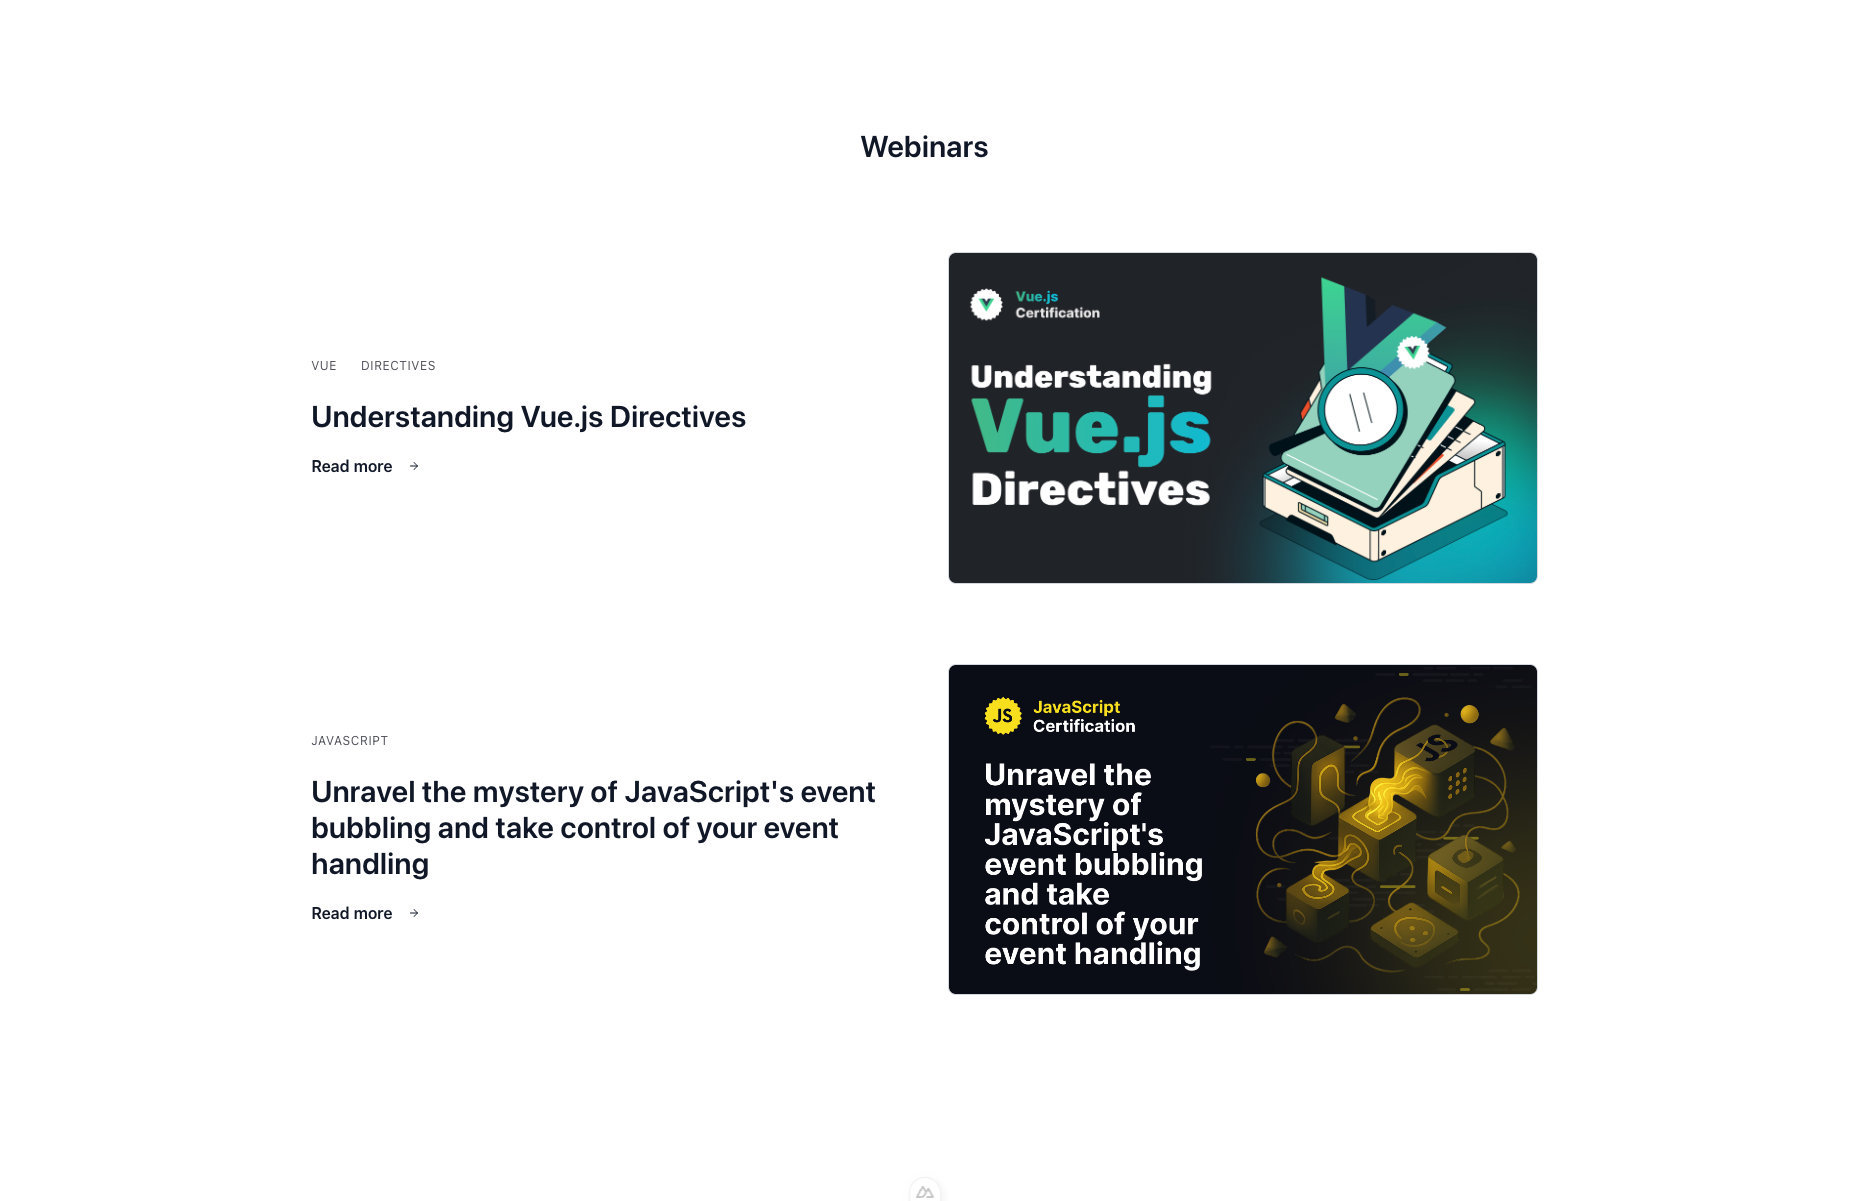 Webinars
VUE DIRECTIVES
Understanding Vue.js Directives
Read more
Vue.js
Certification
Understanding
Vue.js
Directives
JAVASCRIPT
Unravel the mystery of JavaScript's event
bubbling and take control of your event
handling
Read more
JS
JavaScript
Certification
Unravel the
mystery of
JavaScript's
event bubbling
and take
control of your
event handling
JS